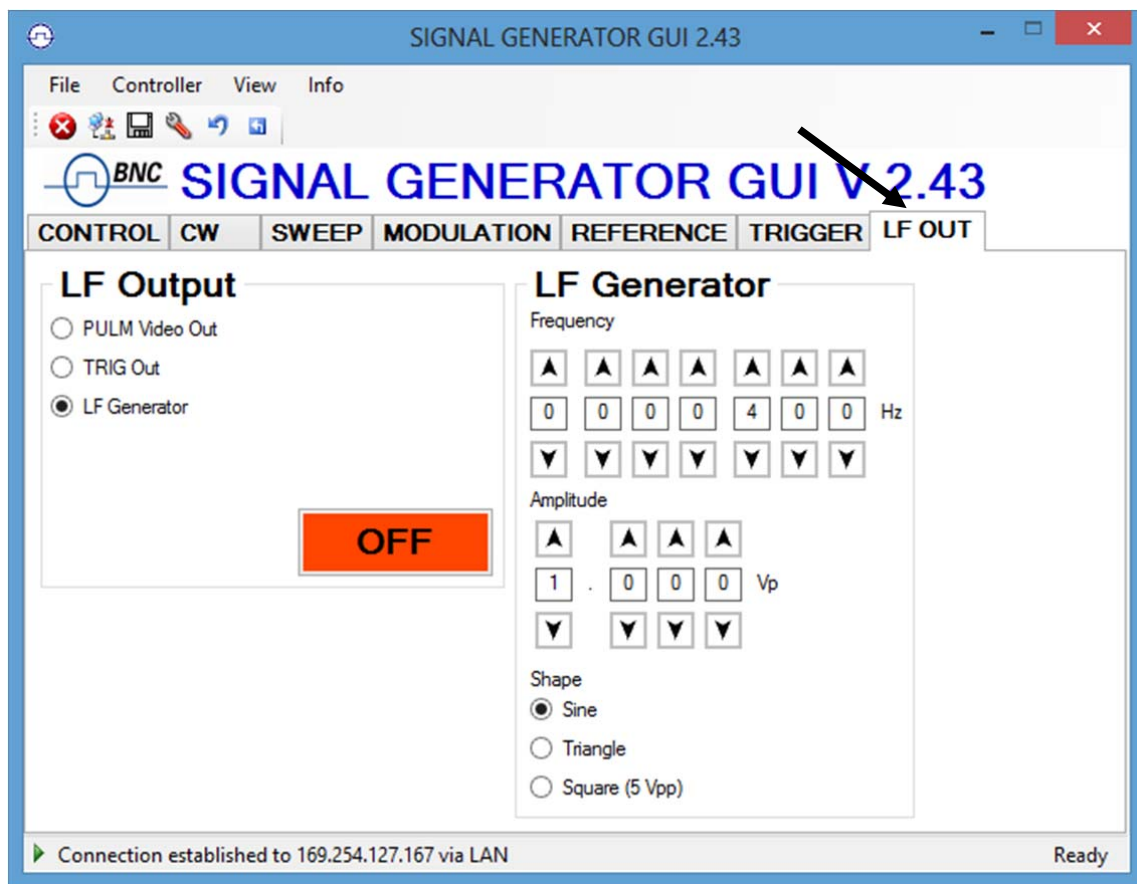 SIGNAL GENERATOR GUI 2.43
File Controller View Info
BNC SIGNAL GENERATOR GUI V 2.43
CONTROL CW SWEEP MODULATION REFERENCE TRIGGER LF OUT
LF Output
PULM Video Out
TRIG Out
LF Generator
OFF
LF Generator
Frequency
0 0 0 0 4 0 0 Hz
Amplitude
1 . 0 0 0 Vp
Shape
Sine
Triangle
Square (5 Vpp)
Connection established to 169.254.127.167 via LAN Ready